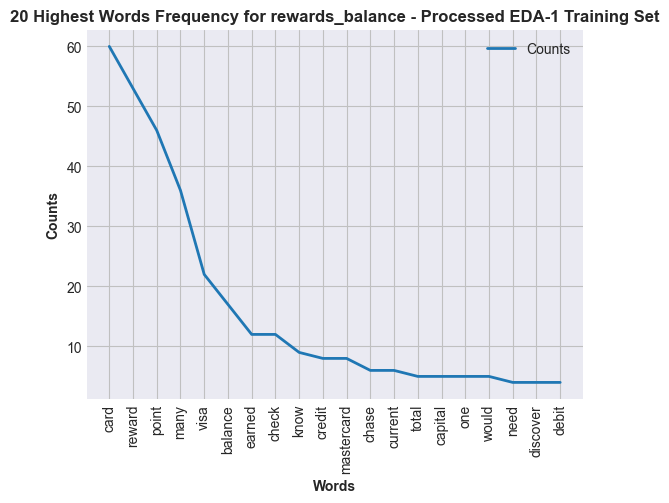 20 Highest Words Frequency for rewards_balance - Processed EDA-1 Training Set
Counts
60
50
40
30
20
10
Counts
card
reward
point
many
visa
balance
earned
check
know
credit
mastercard
chase
current
total
capital
one
would
need
discover
debit
Words